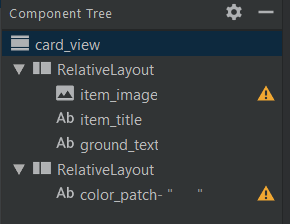 Component Tree
card_view
RelativeLayout
item_image
Ab item_title
Ab ground_text
RelativeLayout
Ab color_patch- " "